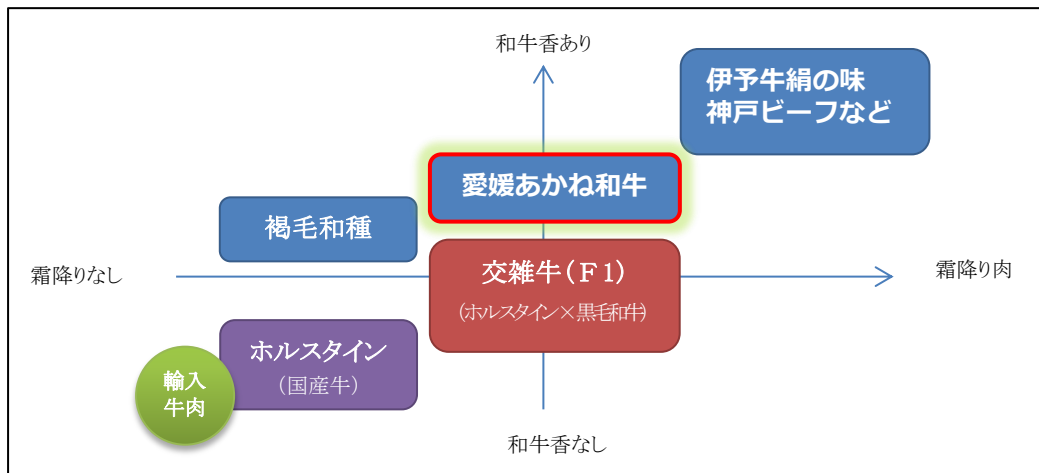 和牛香あり
伊予牛絹の味
神戸ビーフなど
愛媛あかね和牛
褐毛和種
霜降りなし
交雑牛(F1)
(ホルスタイン×黒毛和牛)
霜降り肉
ホルスタイン
(国産牛)
輸入
牛肉
和牛香なし